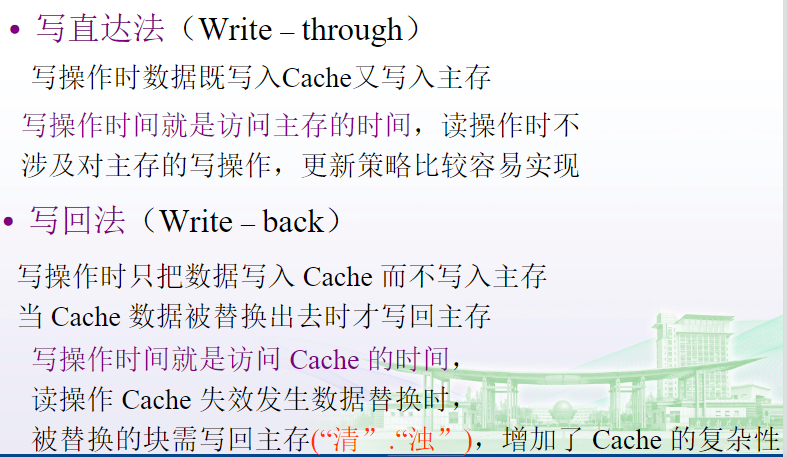 • 写直达法（Write – through）
写操作时数据既写入Cache又写入主存
写操作时间就是访问主存的时间，读操作时不
涉及对主存的写操作，更新策略比较容易实现
• 写回法（Write – back）
写操作时只把数据写入 Cache 而不写入主存
当 Cache 数据被替换出去时才写回主存
写操作时间就是访问 Cache 的时间，
读操作 Cache 失效发生数据替换时，
被替换的块需写回主存(“清”.“浊”)，增加了 Cache 的复杂性